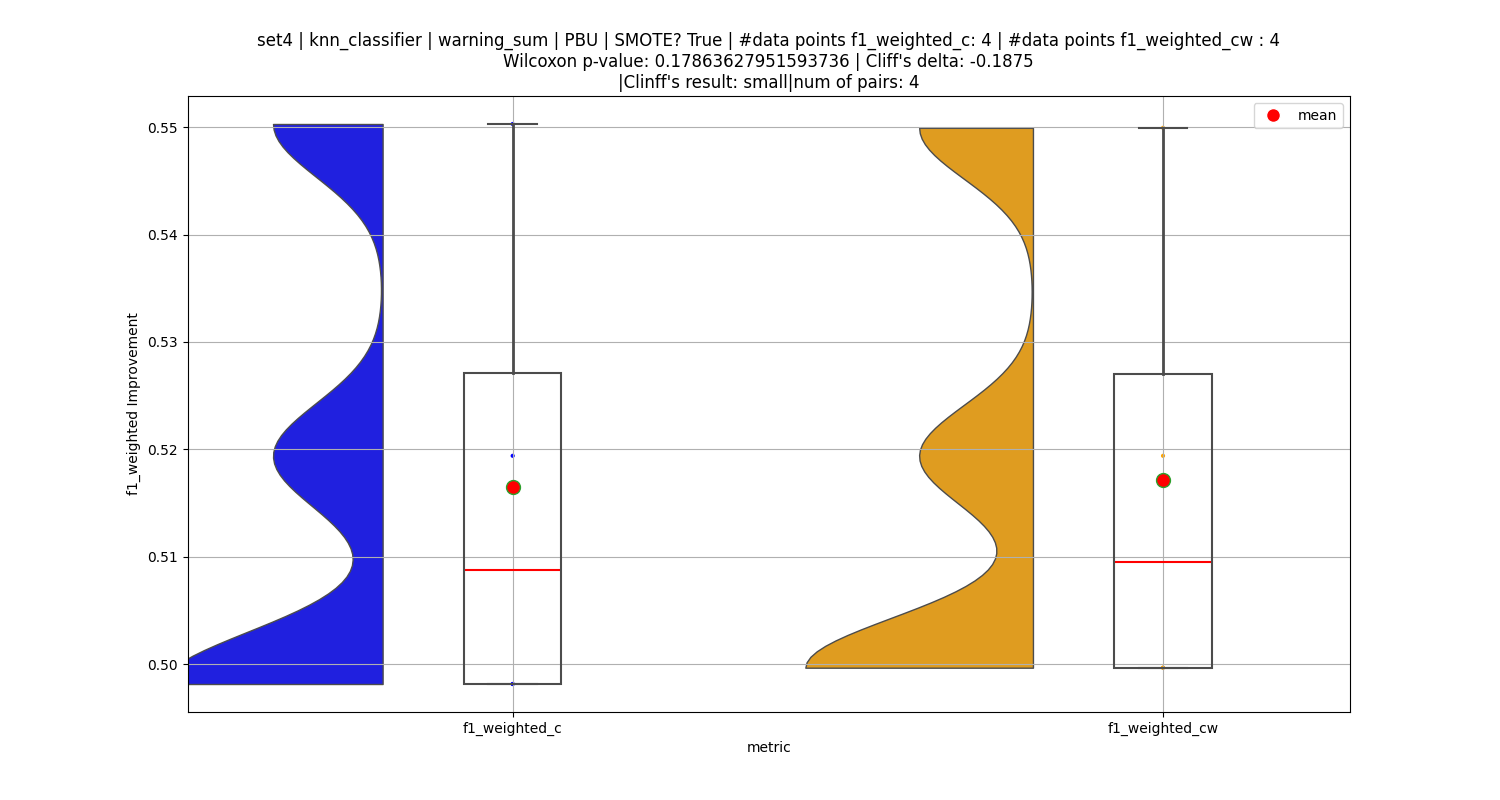 set4 | knn_classifier | warning_sum | PBU | SMOTE? True | #data points f1_weighted_c: 4 | #data points f1_weighted_cw : 4
Wilcoxon p-value: 0.17863627951593736 | Cliff's delta: -0.1875
|Clinff's result: small|num of pairs: 4
mean
0.55
0.54
0.53
0.52
0.51
0.50
f1_weighted Improvement
f1_weighted_c
f1_weighted_cw
metric